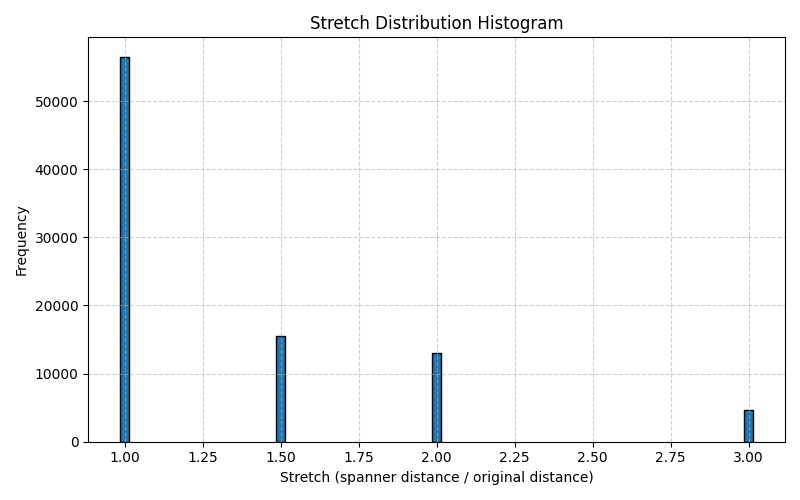 Stretch Distribution Histogram
Frequency
50000
40000
30000
20000
10000
0
1.00 1.25 1.50 1.75 2.00 2.25 2.50 2.75 3.00
Stretch (spanner distance / original distance)